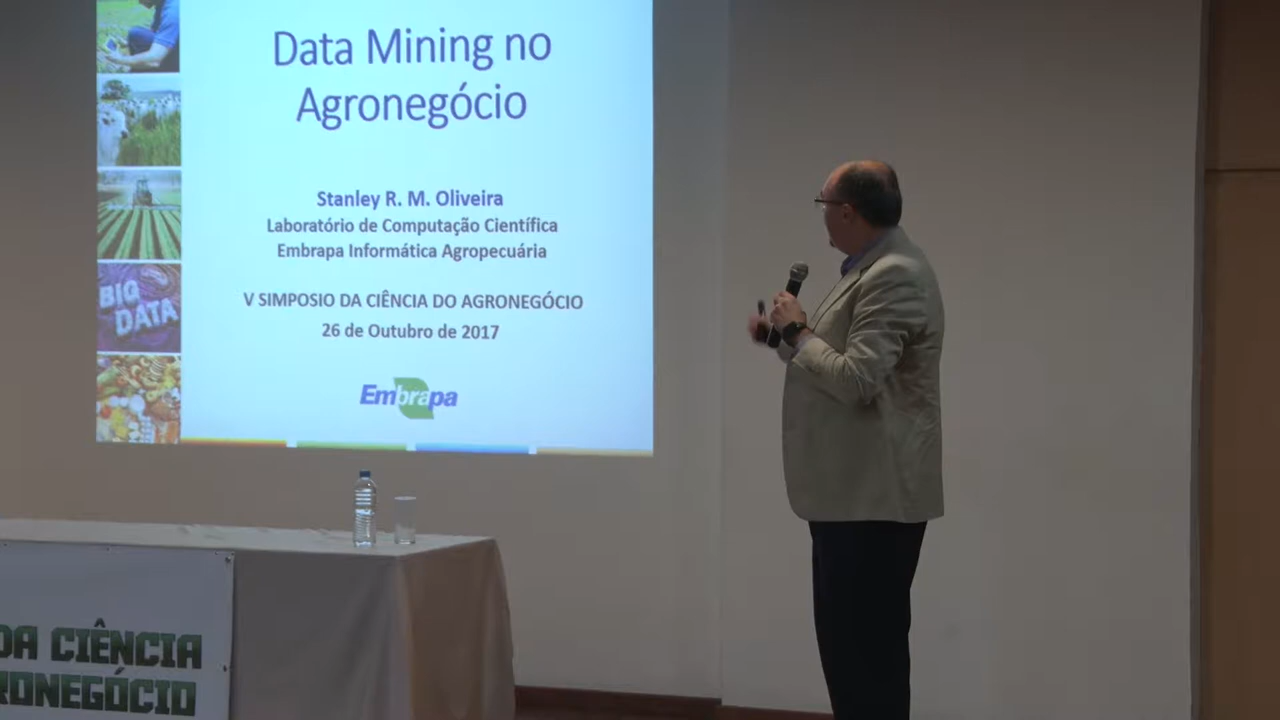 Data Mining no
Agronegócio
Stanley R. M. Oliveira
Laboratório de Computação Científica
Embrapa Informática Agropecuária
V SIMPOSIO DA CIÊNCIA DO AGRONEGÓCIO
26 de Outubro de 2017
Embrapa
BIG
DATA
DA CIÊNCIA
RONEGÓCIO